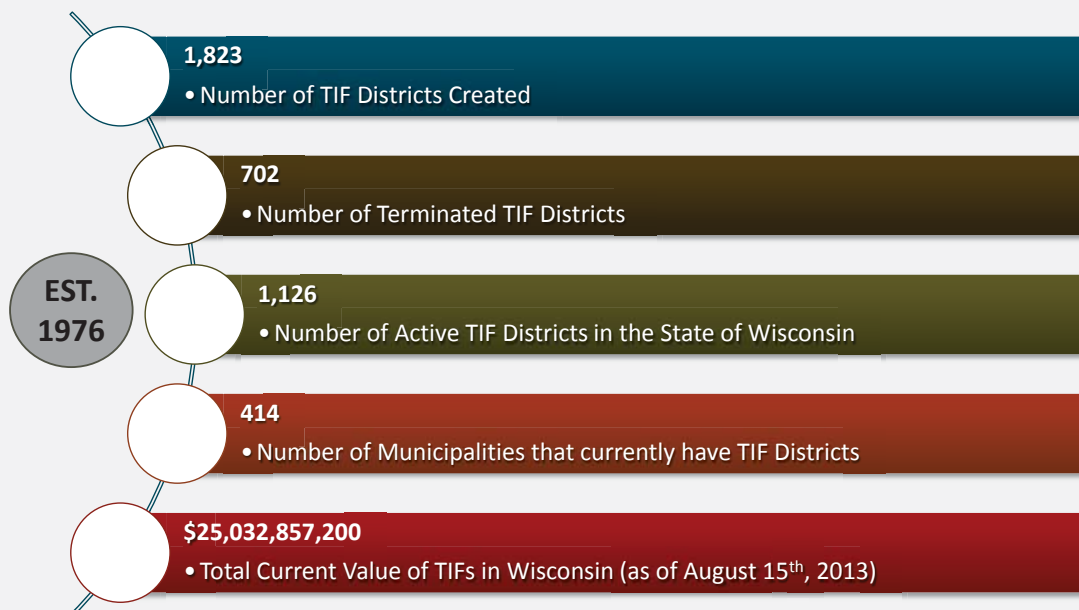 1,823
• Number of TIF Districts Created
702
• Number of Terminated TIF Districts
EST.
1976
1,126
• Number of Active TIF Districts in the State of Wisconsin
414
• Number of Municipalities that currently have TIF Districts
$25,032,857,200
• Total Current Value of TIFs in Wisconsin (as of August 15th, 2013)